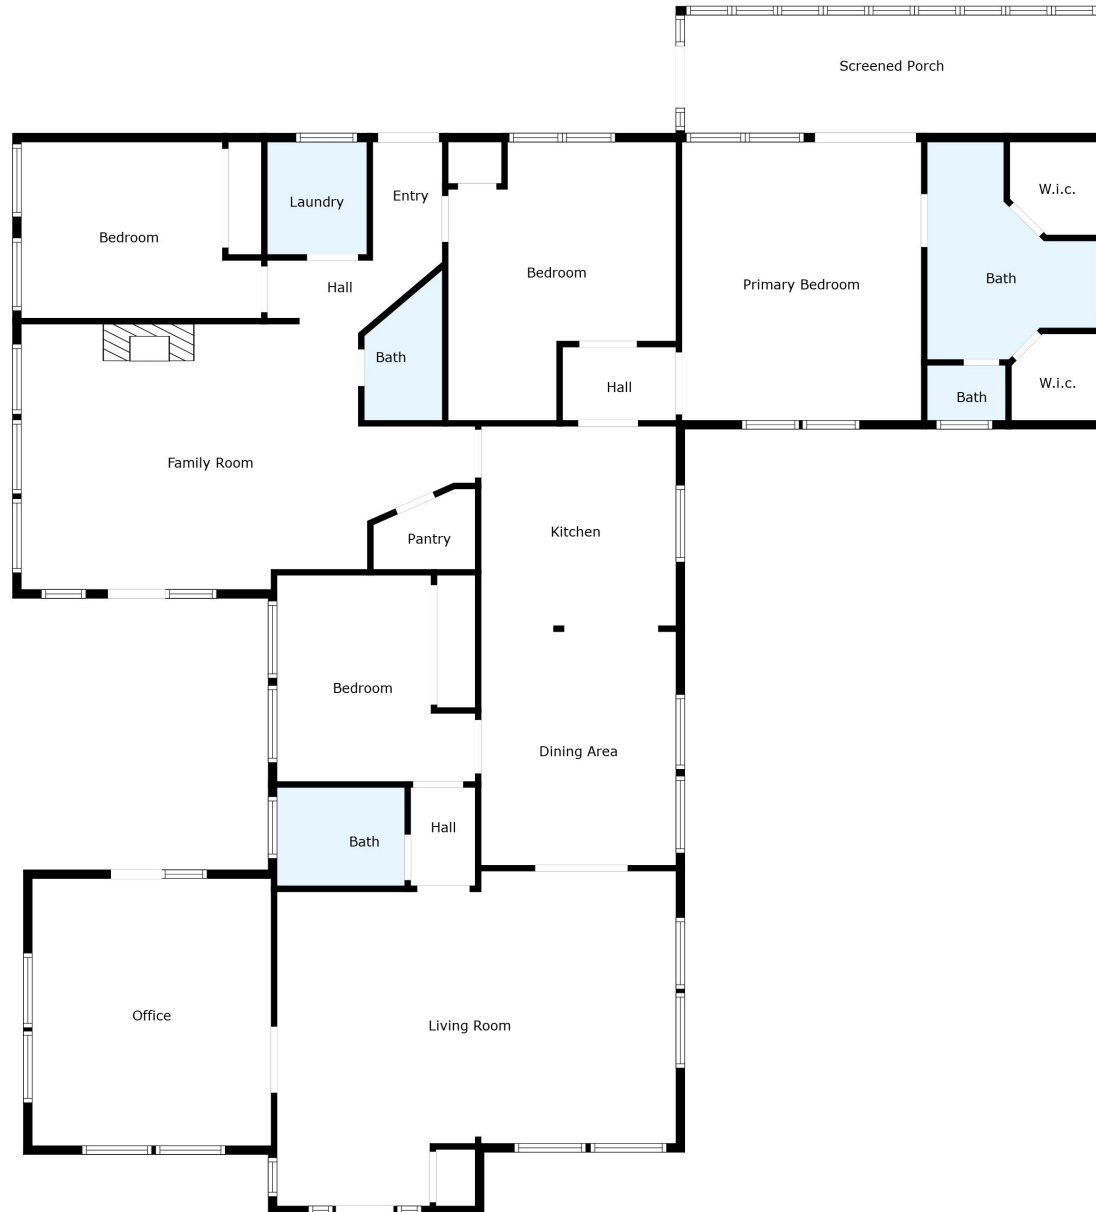 Screened Porch
W.i.c.
Entry
Laundry
Bedroom
Bedroom
Bath
Primary Bedroom
Hall
Bath
W.i.c.
Hall
Bath
Family Room
Kitchen
Pantry
Bedroom
Dining Area
Hall
Bath
Office
Living Room